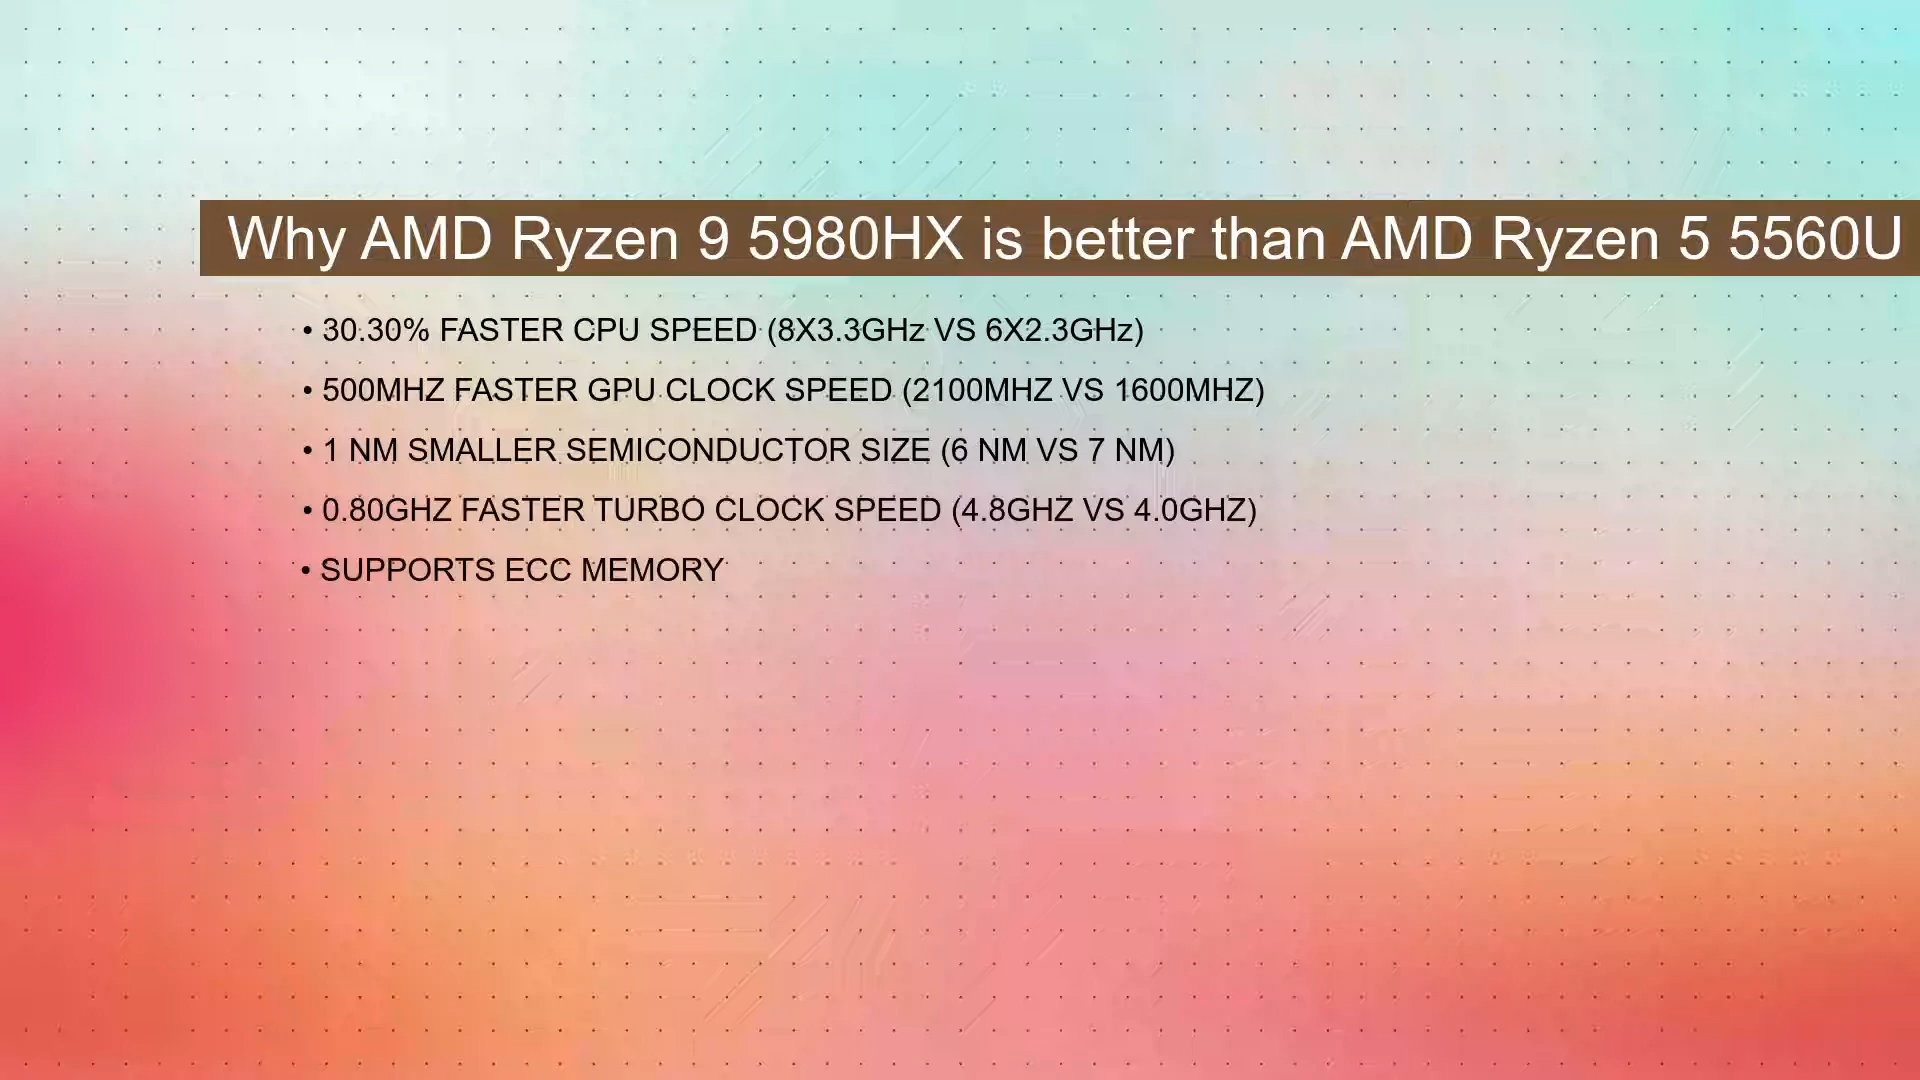 Why AMD Ryzen 9 5980HX is better than AMD Ryzen 5 5560U
• 30.30% FASTER CPU SPEED (8X3.3GHz VS 6X2.3GHz)
• 500MHZ FASTER GPU CLOCK SPEED (2100MHZ VS 1600MHZ)
• 1 NM SMALLER SEMICONDUCTOR SIZE (6 NM VS 7 NM)
• 0.80GHZ FASTER TURBO CLOCK SPEED (4.8GHZ VS 4.0GHZ)
• SUPPORTS ECC MEMORY